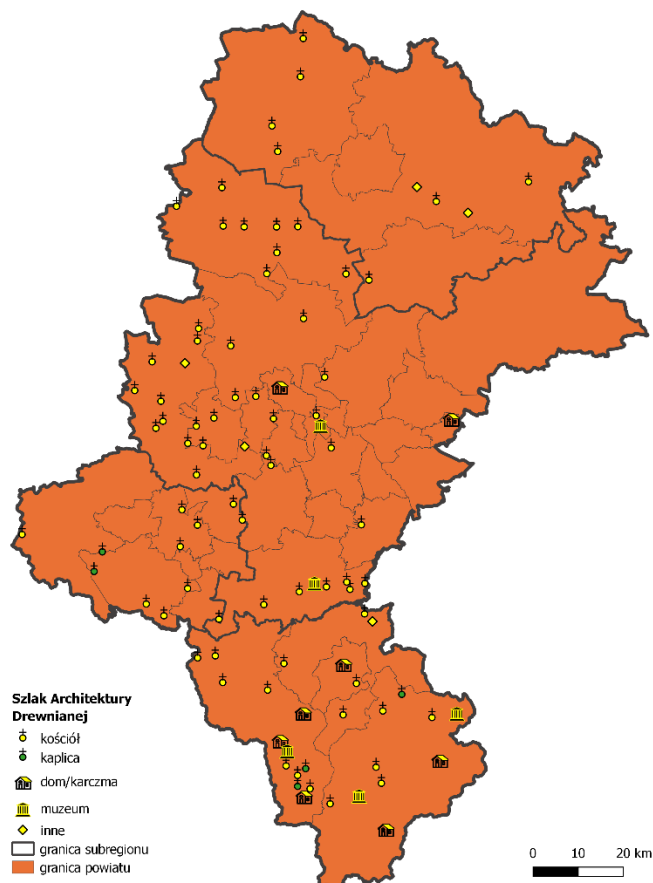 Szlak Architektury
Drewnianej
kościół
kaplica
dom/karczma
muzeum
inne
granica subregionu
granica powiatu
0 10 20 km